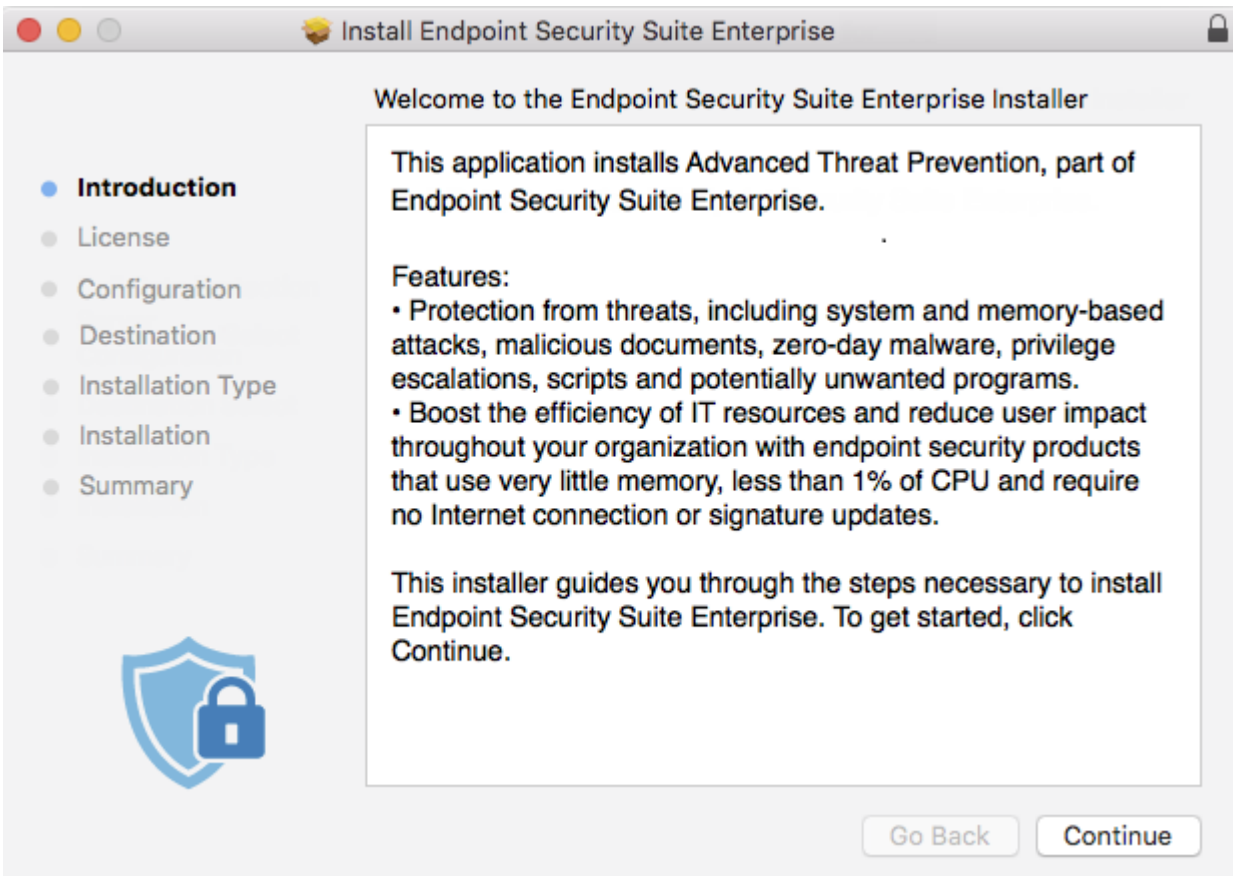 Install Endpoint Security Suite Enterprise
Welcome to the Endpoint Security Suite Enterprise Installer
Introduction
License
Configuration
Destination
Installation Type
Installation
Summary
This application installs Advanced Threat Prevention, part of
Endpoint Security Suite Enterprise.
.
Features:
• Protection from threats, including system and memory-based
attacks, malicious documents, zero-day malware, privilege
escalations, scripts and potentially unwanted programs.
• Boost the efficiency of IT resources and reduce user impact
throughout your organization with endpoint security products
that use very little memory, less than 1% of CPU and require
no Internet connection or signature updates.
This installer guides you through the steps necessary to install
Endpoint Security Suite Enterprise. To get started, click
Continue.
Go Back
Continue